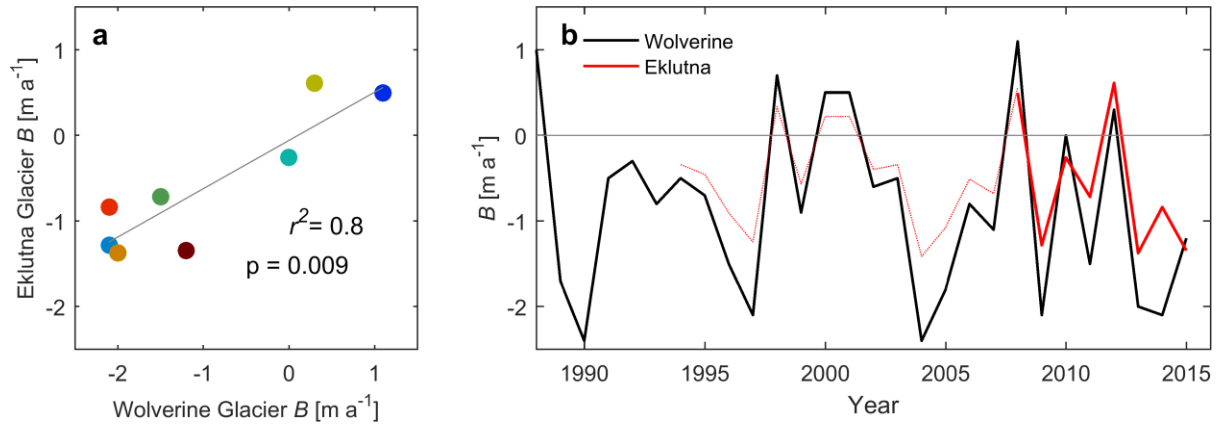 a
1
0
-1
-2
Eklutna Glacier B [m a⁻¹]
r²= 0.8
p = 0.009
-2 -1 0 1
Wolverine Glacier B [m a⁻¹]
b
Wolverine
Eklutna
1
0
-1
-2
B [m a⁻¹]
1990 1995 2000 2005 2010 2015
Year